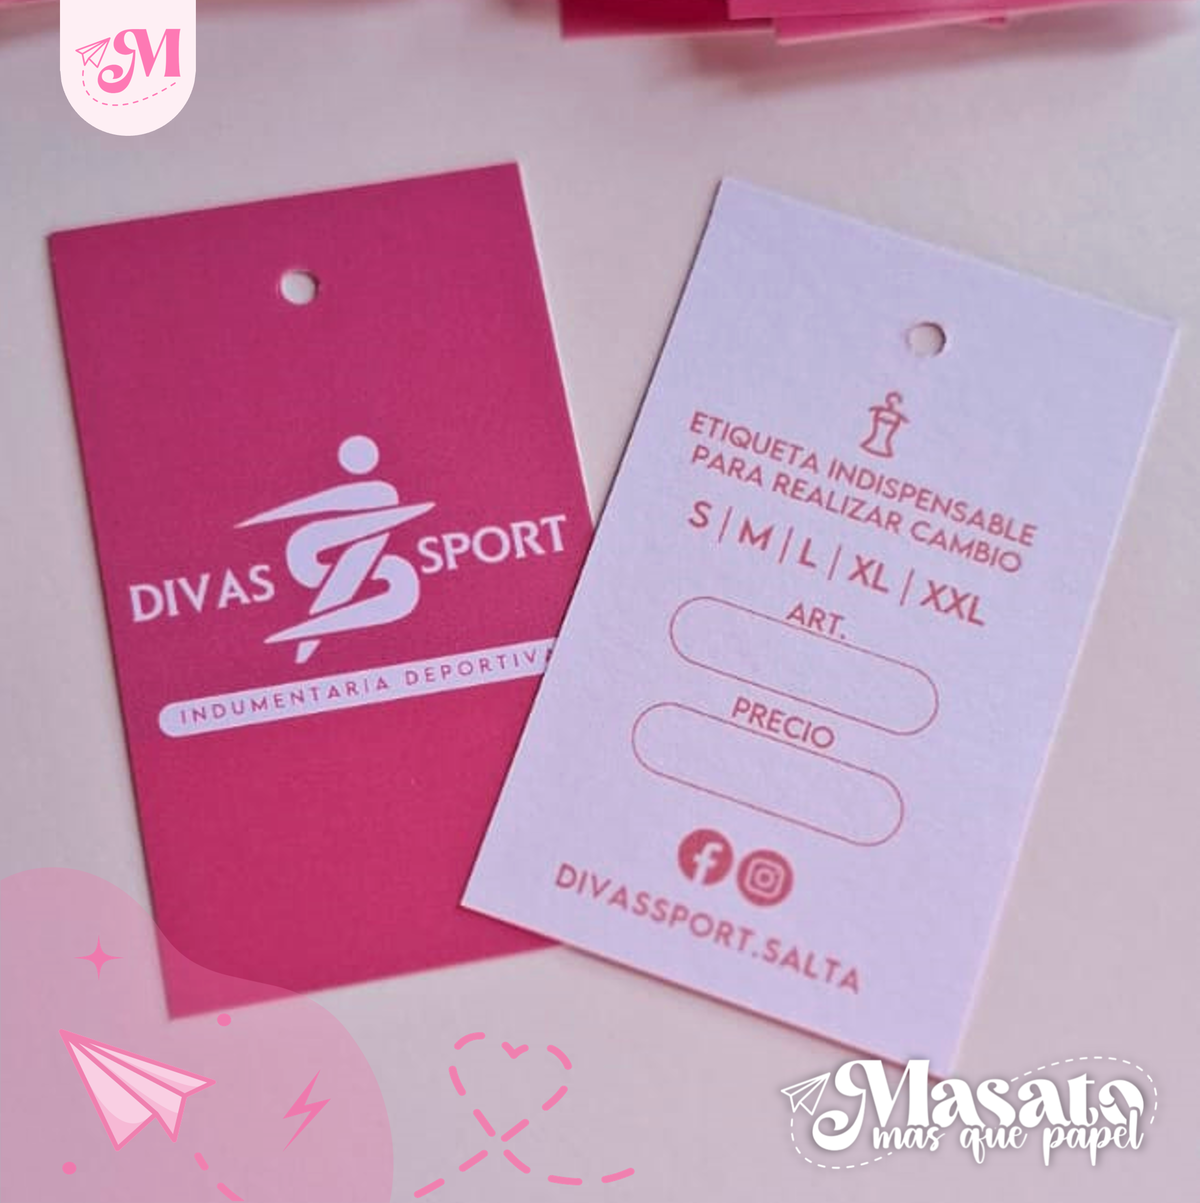 M
DIVAS SPORT
INDUMENTARIA DEPORTIVA
ETIQUETA INDISPENSABLE
PARA REALIZAR CAMBIO
S | M | L | XL | XXL
ART.
PRECIO
DIVASSPORT.SALTA
Masato
mas que papel